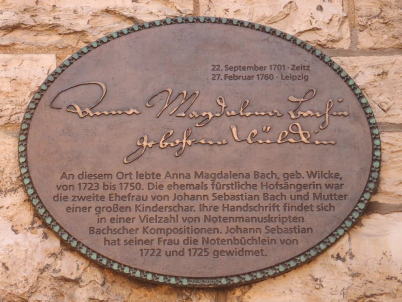 22. September 1701 · Zeitz
27. Februar 1760 · Leipzig
Anna Magdalena Bachin
gebohrne Wülckin
An diesem Ort lebte Anna Magdalena Bach, geb. Wilcke,
von 1723 bis 1750. Die ehemals fürstliche Hofsängerin war
die zweite Ehefrau von Johann Sebastian Bach und Mutter
einer großen Kinderschar. Ihre Handschrift findet sich
in einer Vielzahl von Notenmanuskripten
Bachscher Kompositionen. Johann Sebastian
hat seiner Frau die Notenbüchlein von
1722 und 1725 gewidmet.